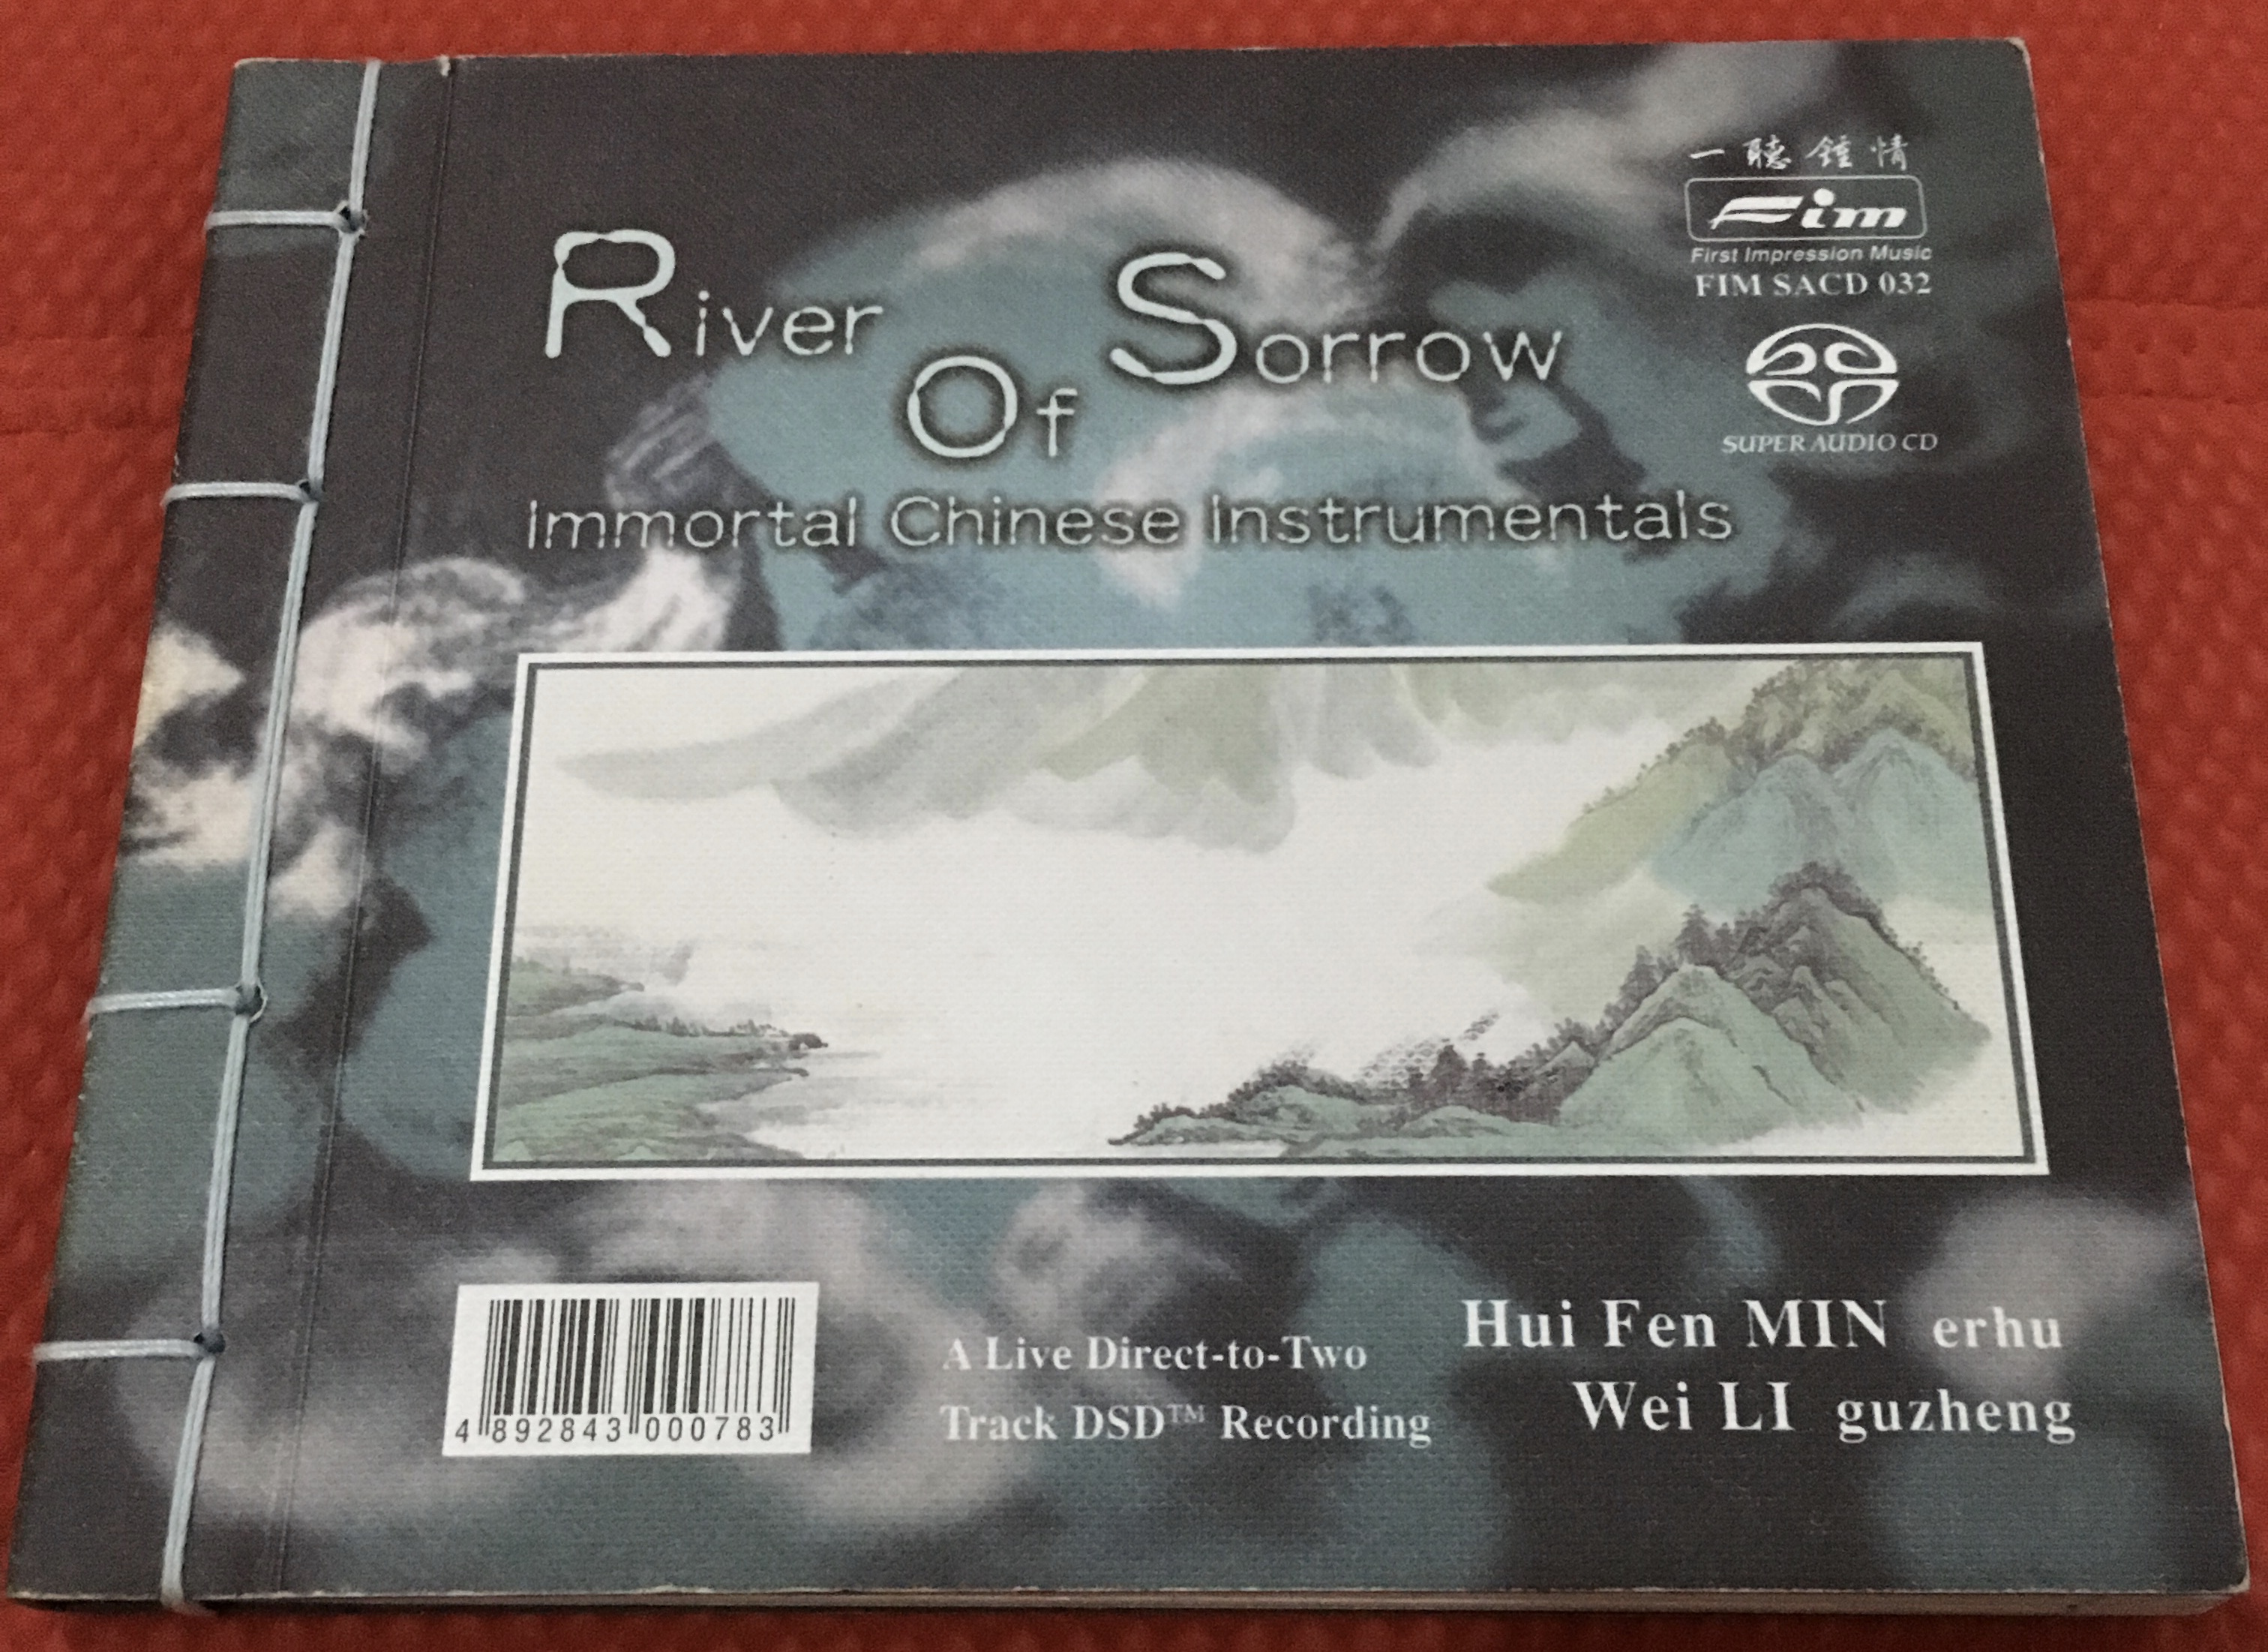 一聽鍾情
Fim
First Impression Music
FIM SACD 032
SUPER AUDIO CD
River Of Sorrow
Immortal Chinese Instrumentals
4 892843 000783
A Live Direct-to-Two
Track DSD™ Recording
Hui Fen MIN erhu
Wei LI guzheng